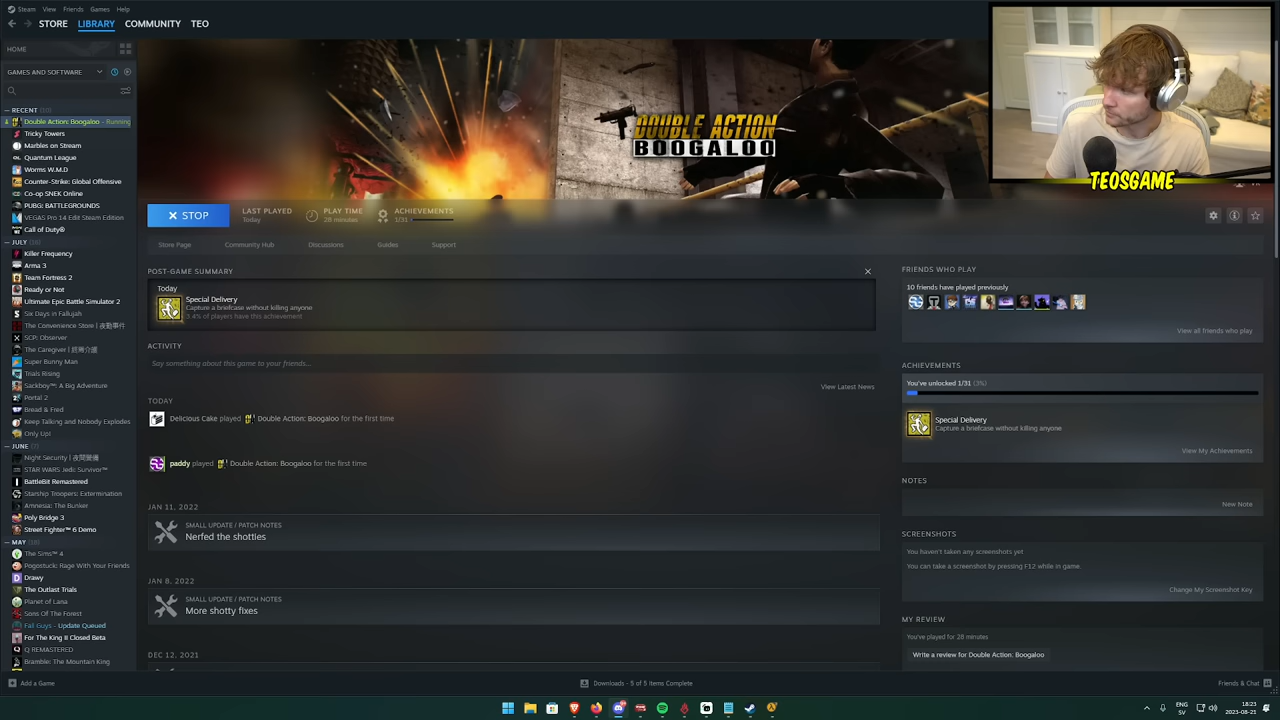 Steam View Friends Games Help
STORE LIBRARY COMMUNITY TEO
HOME
GAMES AND SOFTWARE
RECENT (10)
Double Action: Boogaloo - Running
Tricky Towers
Marbles on Stream
Quantum League
Worms W.M.D
Counter-Strike: Global Offensive
Co-op SNEK Online
PUBG: BATTLEGROUNDS
VEGAS Pro 14 Edit Steam Edition
Call of Duty®
JULY (16)
Killer Frequency
Arma 3
Team Fortress 2
Ready or Not
Ultimate Epic Battle Simulator 2
Six Days in Fallujah
The Convenience Store | 夜勤事件
SCP: Observer
The Caregiver | 終焉介護
Super Bunny Man
Trials Rising
Sackboy™: A Big Adventure
Portal 2
Bread & Fred
Keep Talking and Nobody Explodes
Only Up!
JUNE (7)
Night Security | 夜間警備
STAR WARS Jedi: Survivor™
BattleBit Remastered
Starship Troopers: Extermination
Amnesia: The Bunker
Poly Bridge 3
Street Fighter™ 6 Demo
MAY
The Sims™ 4
Pogostuck: Rage With Your Friends
Drawy
The Outlast Trials
Planet of Lana
Sons Of The Forest
Fall Guys - Update Queued
For The King II Closed Beta
Q REMASTERED
Bramble: The Mountain King
Add a Game
DOUBLE ACTION
BOOGALOO
TEOSGAME
STOP
LAST PLAYED
Today
PLAY TIME
28 minutes
ACHIEVEMENTS
1/31
Store Page Community Hub Discussions Guides Support
POST-GAME SUMMARY
Today
Special Delivery
Capture a briefcase without killing anyone
3.4% of players have this achievement
ACTIVITY
Say something about this game to your friends...
View Latest News
TODAY
Delicious Cake played Double Action: Boogaloo for the first time
paddy played Double Action: Boogaloo for the first time
JAN 11, 2022
SMALL UPDATE / PATCH NOTES
Nerfed the shotties
JAN 8, 2022
SMALL UPDATE / PATCH NOTES
More shotty fixes
DEC 12, 2021
FRIENDS WHO PLAY
10 friends have played previously
View all friends who play
ACHIEVEMENTS
You've unlocked 1/31 (3%)
Special Delivery
Capture a briefcase without killing anyone
View My Achievements
NOTES
New Note
SCREENSHOTS
You haven't taken any screenshots yet
You can take a screenshot by pressing F12 while in game.
Change My Screenshot Key
MY REVIEW
You've played for 28 minutes
Write a review for Double Action: Boogaloo
Downloads - 5 of 5 Items Complete
Friends & Chat
ENG
SV
18:23
2023-08-21